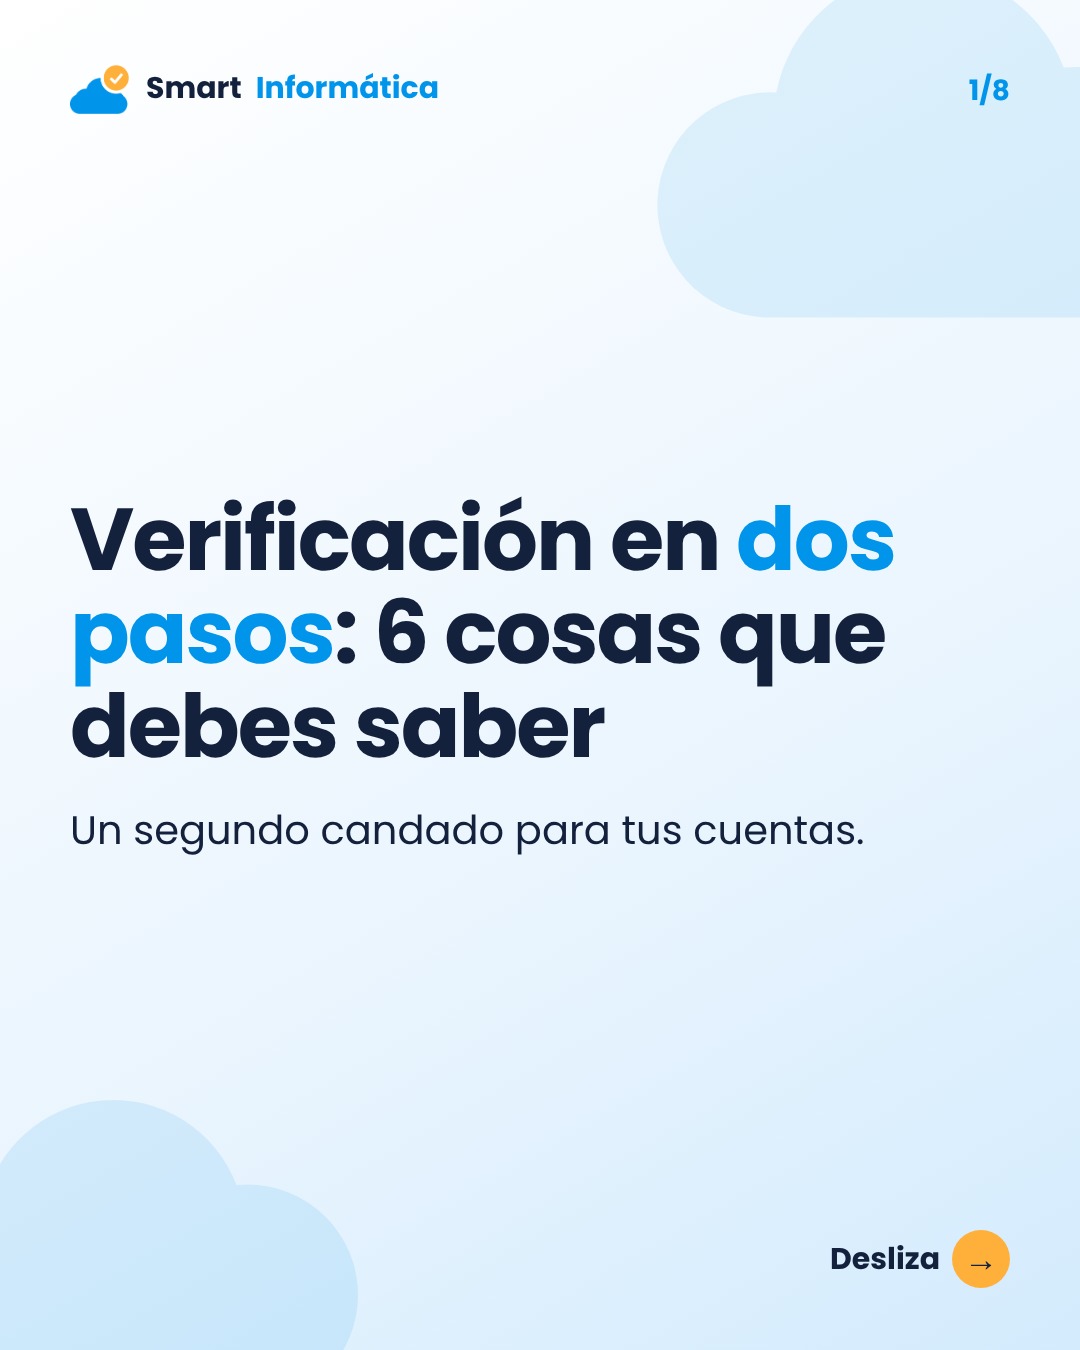 Smart Informática
1/8
Verificación en dos
pasos: 6 cosas que
debes saber
Un segundo candado para tus cuentas.
Desliza →